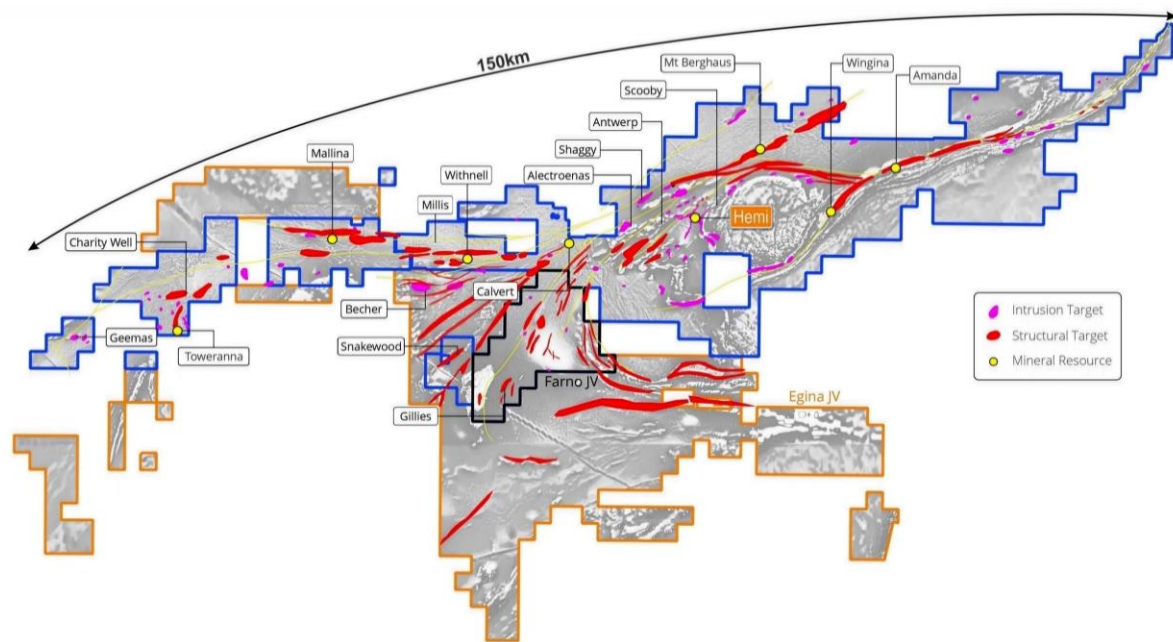 150km
Mt Berghaus
Wingina
Amanda
Scooby
Antwerp
Shaggy
Alectroenas
Mallina
Withnell
Millis
Hemi
Charity Well
Calvert
Becher
Geemas
Toweranna
Snakewood
Farno JV
Gillies
Egina JV
Intrusion Target
Structural Target
Mineral Resource